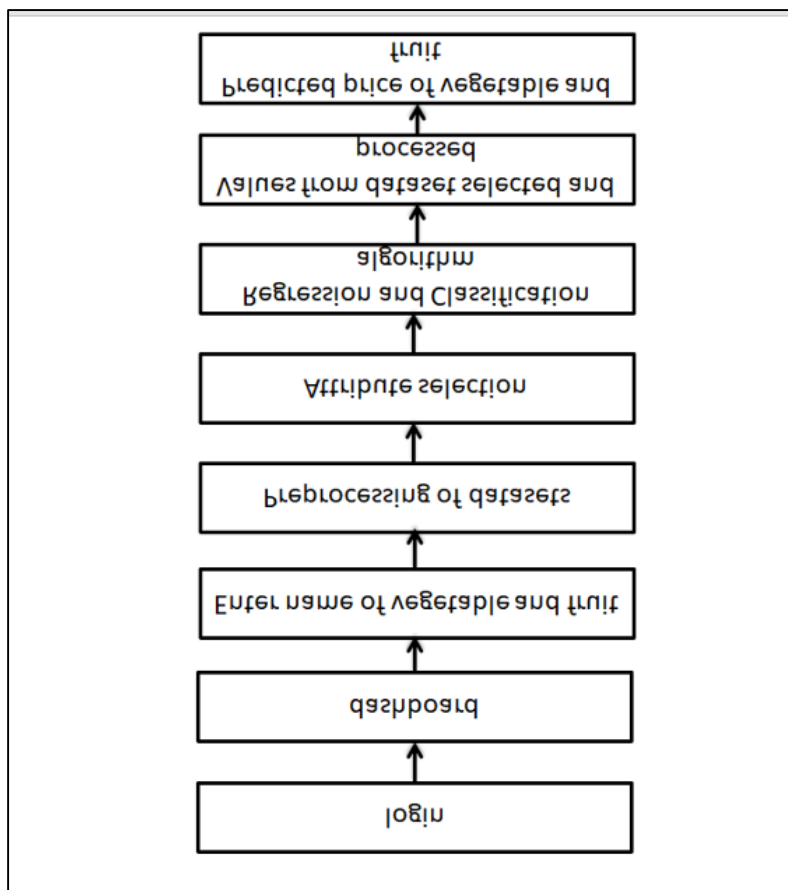 login
dashboard
Enter name of vegetable and fruit
Preprocessing of datasets
Attribute selection
Regression and Classification
algorithm
Values from dataset selected and
processed
Predicted price of vegetable and
fruit